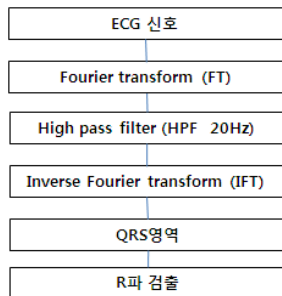 ECG 신호
Fourier transform (FT)
High pass filter (HPF 20Hz)
Inverse Fourier transform (IFT)
QRS영역
R파 검출